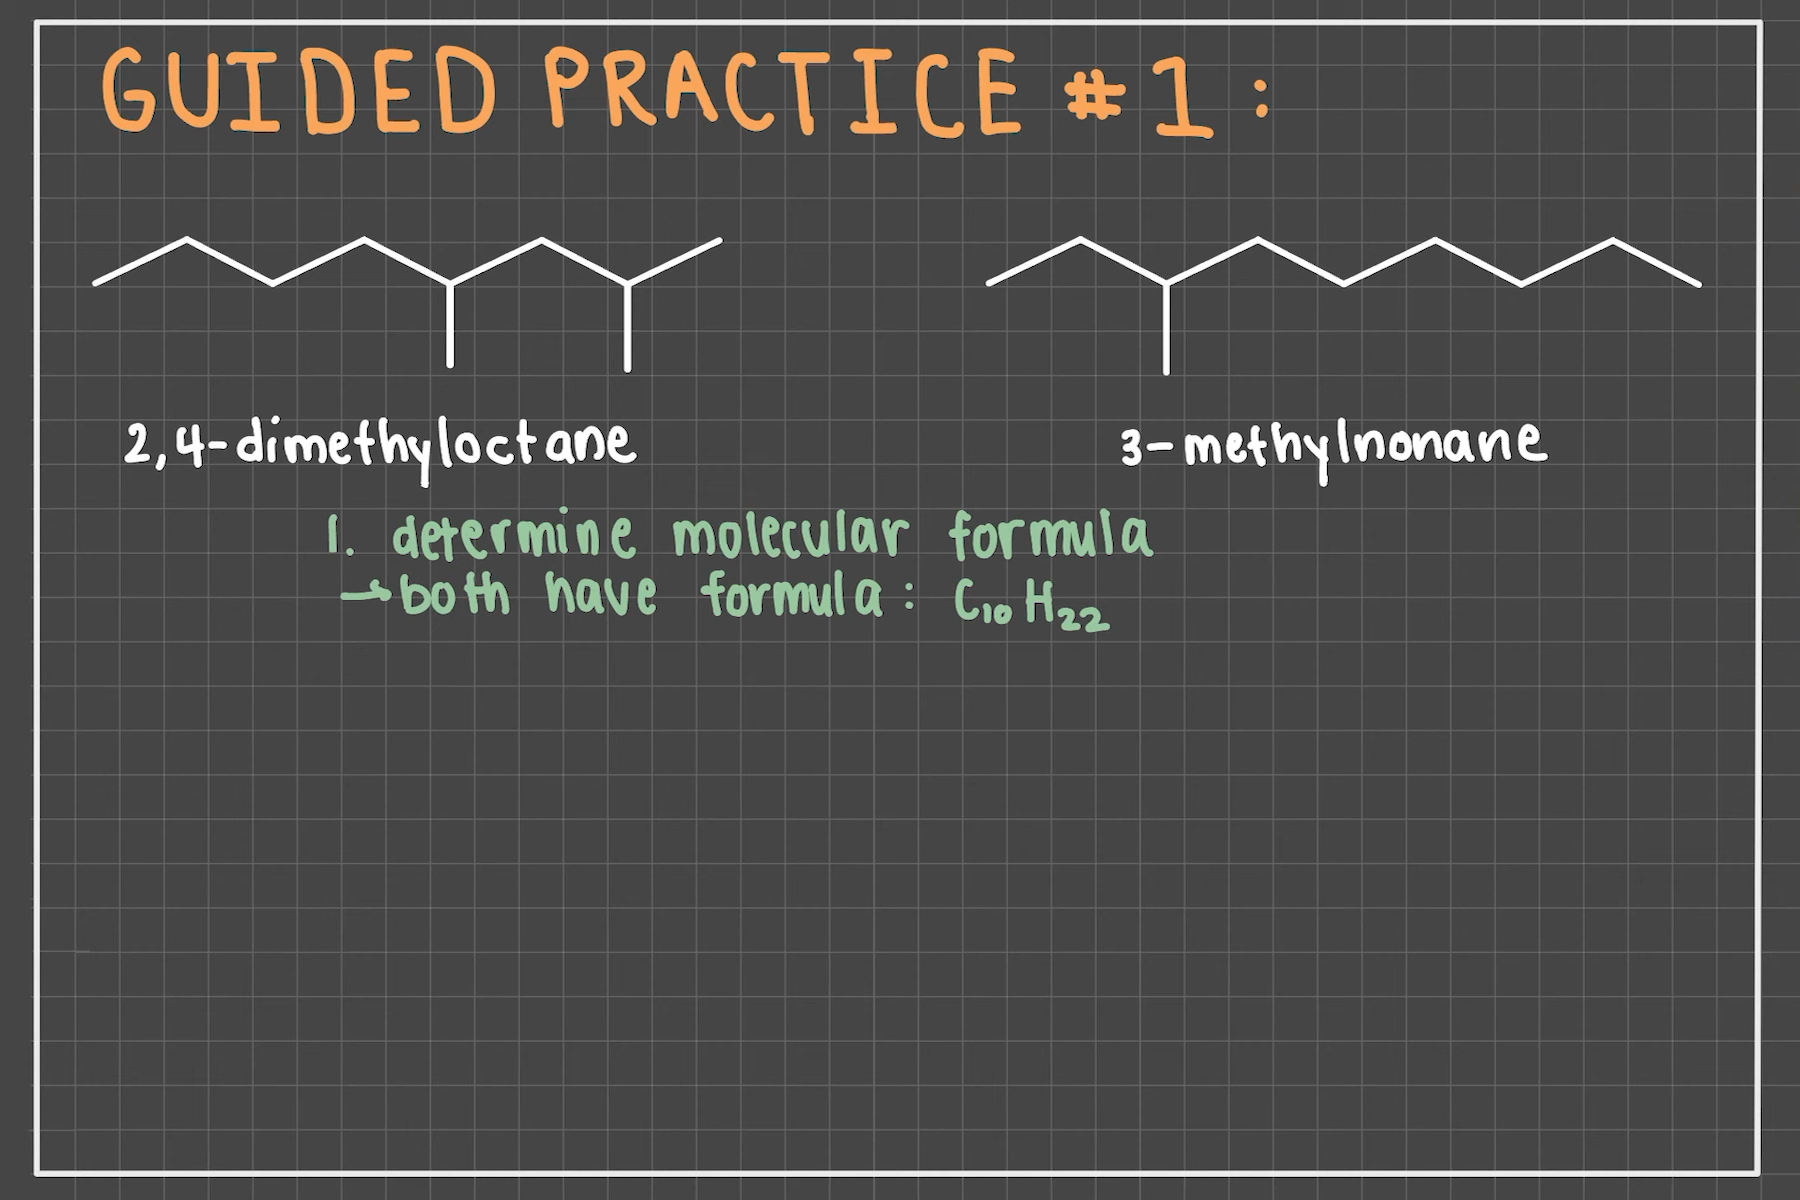 GUIDED PRACTICE #1:
2,4-dimethyloctane
3-methylnonane
1. determine molecular formula
→ both have formula: C₁₀H₂₂